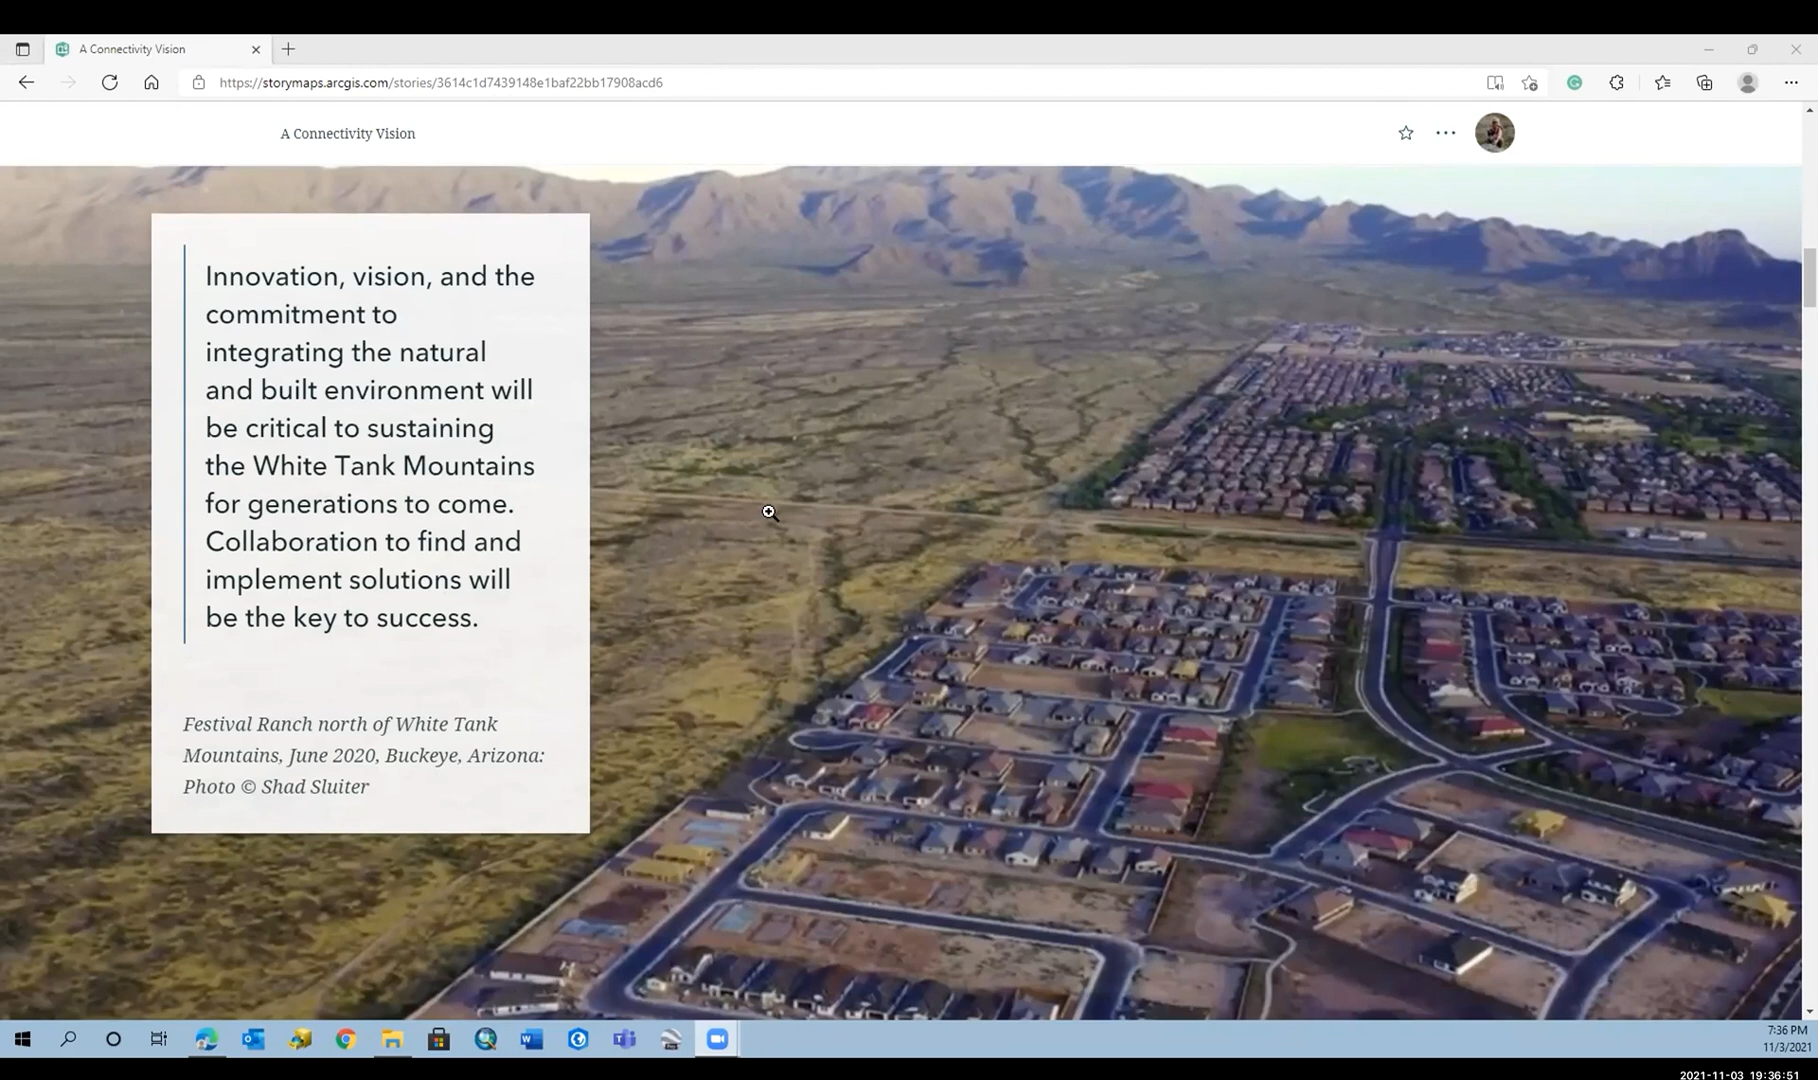 A Connectivity Vision
https://storymaps.arcgis.com/stories/3614c1d7439148e1baf22bb17908acd6
A Connectivity Vision
Innovation, vision, and the
commitment to
integrating the natural
and built environment will
be critical to sustaining
the White Tank Mountains
for generations to come.
Collaboration to find and
implement solutions will
be the key to success.
Festival Ranch north of White Tank
Mountains, June 2020, Buckeye, Arizona:
Photo © Shad Sluiter
7:36 PM
11/3/2021
2021-11-03 19:36:51